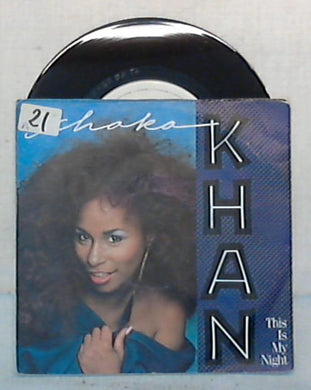 21
Chaka
KHAN
This
Is
My
Night